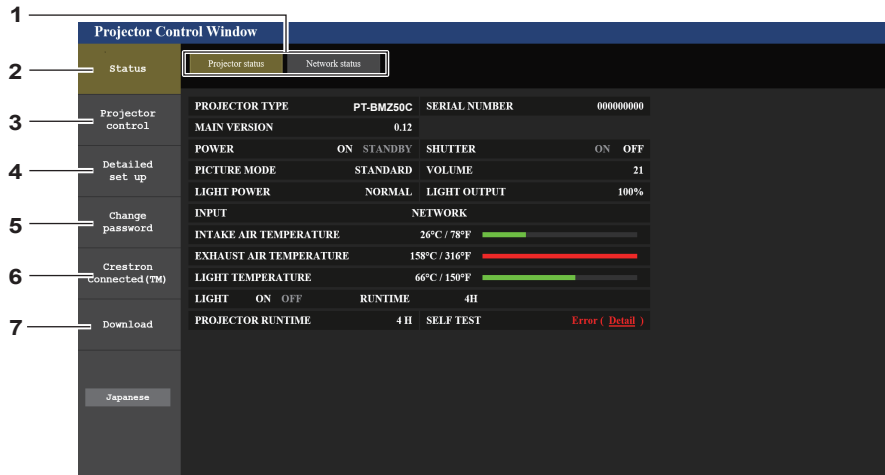 1
Projector Control Window
2
Status
Projector status Network status
3
Projector
control
4
Detailed
set up
5
Change
password
6
Crestron
Connected(TM)
7
Download
Japanese
PROJECTOR TYPE PT-BMZ50C SERIAL NUMBER 000000000
MAIN VERSION 0.12
POWER ON STANDBY SHUTTER ON OFF
PICTURE MODE STANDARD VOLUME 21
LIGHT POWER NORMAL LIGHT OUTPUT 100%
INPUT NETWORK
INTAKE AIR TEMPERATURE 26°C / 78°F
EXHAUST AIR TEMPERATURE 158°C / 316°F
LIGHT TEMPERATURE 66°C / 150°F
LIGHT ON OFF RUNTIME 4H
PROJECTOR RUNTIME 4 H SELF TEST Error ( Detail )